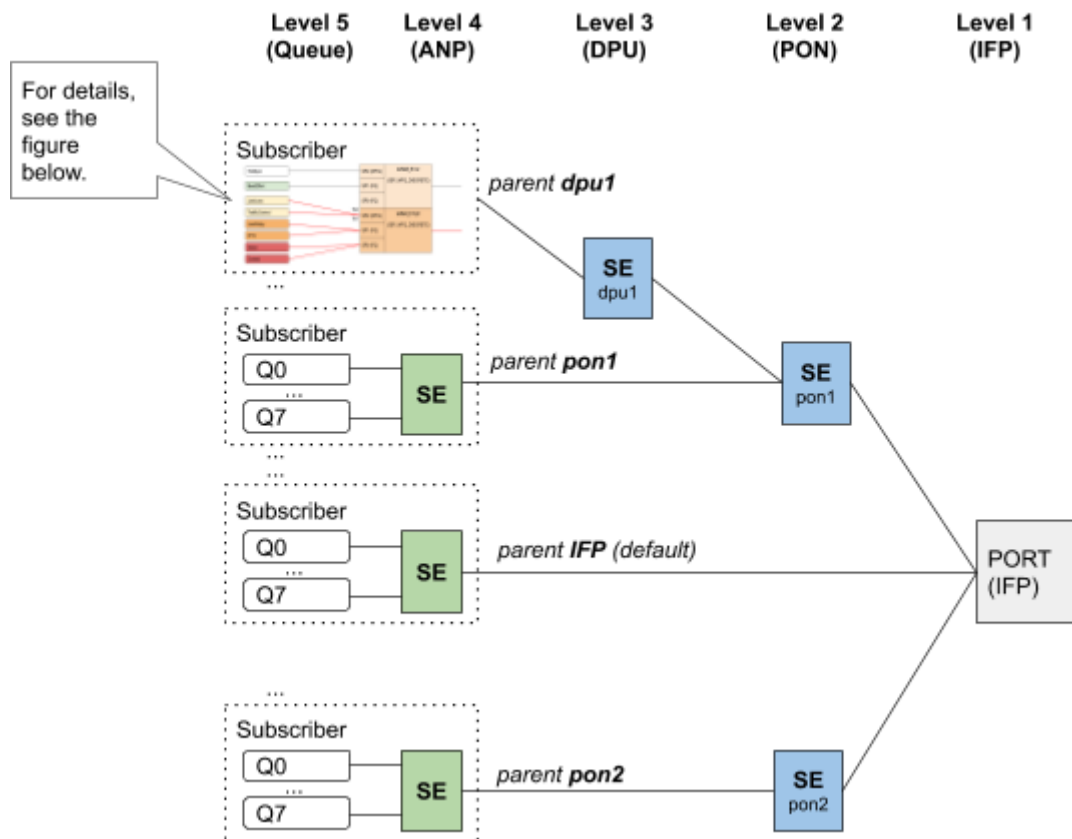 Level 5
(Queue)
Level 4
(ANP)
Level 3
(DPU)
Level 2
(PON)
Level 1
(IFP)
For details,
see the
figure
below.
Subscriber
parent dpu1
...
SE
dpu1
Subscriber
Q0
...
Q7
SE
parent pon1
SE
pon1
...
...
Subscriber
Q0
...
Q7
SE
parent IFP (default)
PORT
(IFP)
...
Subscriber
Q0
...
Q7
SE
parent pon2
SE
pon2